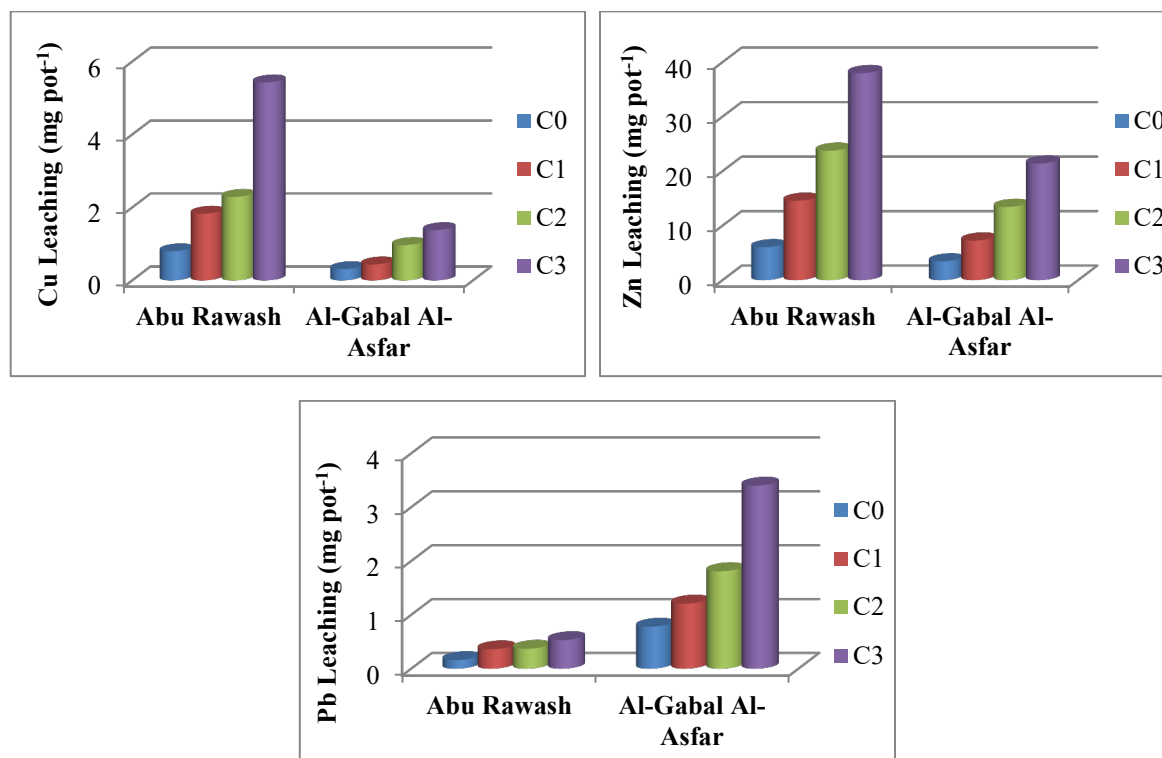 Cu Leaching (mg pot⁻¹)
6
4
2
0
Abu Rawash
Al-Gabal Al-
Asfar
C0
C1
C2
C3
Zn Leaching (mg pot⁻¹)
40
30
20
10
0
Abu Rawash
Al-Gabal Al-
Asfar
C0
C1
C2
C3
Pb Leaching (mg pot⁻¹)
4
3
2
1
0
Abu Rawash
Al-Gabal Al-
Asfar
C0
C1
C2
C3